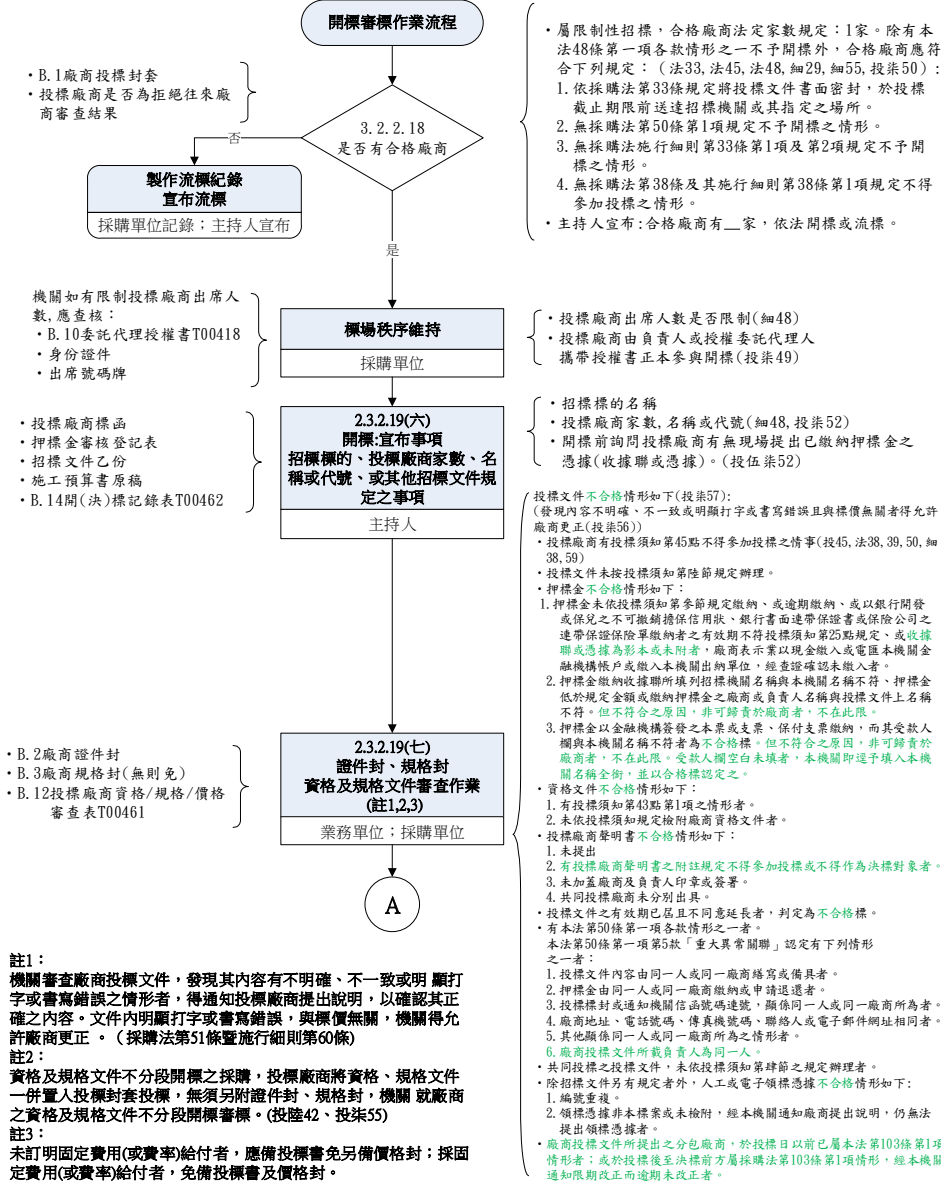 開標審標作業流程
・B.1廠商投標封套
・投標廠商是否為拒絕往來廠
商審查結果
3.2.2.18
是否有合格廠商
否
製作流標紀錄
宣布流標
採購單位記錄；主持人宣布
是
・屬限制性招標，合格廠商法定家數規定：1家。除有本
法48條第一項各款情形之一不予開標外，合格廠商應符
合下列規定：（法33,法45,法48,細29,細55,投柒50）:
1.依採購法第33條規定將投標文件書面密封，於投標
截止期限前送達招標機關或其指定之場所。
2.無採購法第50條第1項規定不予開標之情形。
3.無採購法施行細則第33條第1項及第2項規定不予開
標之情形。
4.無採購法第38條及其施行細則第38條第1項規定不得
參加投標之情形。
・主持人宣布:合格廠商有__家，依法開標或流標。
機關如有限制投標廠商出席人
數,應查核：
・B.10委託代理授權書T00418
・身份證件
・出席號碼牌
標場秩序維持
採購單位
・投標廠商出席人數是否限制(細48)
・投標廠商由負責人或授權委託代理人
攜帶授權書正本參與開標(投柒49)
・投標廠商標函
・押標金審核登記表
・招標文件乙份
・施工預算書原稿
・B.14開(決)標記錄表T00462
2.3.2.19(六)
開標:宣布事項
招標標的、投標廠商家數、名
稱或代號、或其他招標文件規
定之事項
主持人
・招標標的名稱
・投標廠商家數,名稱或代號(細48,投柒52)
・開標前詢問投標廠商有無現場提出已繳納押標金之
憑據(收據聯或憑據)。(投伍柒52)
・B.2廠商證件封
・B.3廠商規格封(無則免)
・B.12投標廠商資格/規格/價格
審查表T00461
2.3.2.19(七)
證件封、規格封
資格及規格文件審查作業
(註1,2,3)
業務單位；採購單位
A
投標文件不合格情形如下(投柒57):
(發現內容不明確、不一致或明顯打字或書寫錯誤且與標價無關者得允許
廠商更正(投柒56))
・投標廠商有投標須知第45點不得參加投標之情事(投45,法38,39,50,細
38,59)
・投標文件未按投標須知第陸節規定辦理。
・押標金不合格情形如下：
1.押標金未依投標須知第參節規定繳納、或逾期繳納、或以銀行開發
或保兌之不可撤銷擔保信用狀、銀行書面連帶保證書或保險公司之
連帶保證保險單繳納者之有效期不符投標須知第25點規定、或收據
聯或憑據為影本或未附者，廠商表示業以現金繳入或電匯本機關金
融機構帳戶或繳入本機關出納單位，經查證確認未繳入者。
2.押標金繳納收據聯所填列招標機關名稱與本機關名稱不符、押標金
低於規定金額或繳納押標金之廠商或負責人名稱與投標文件上名稱
不符。但不符合之原因，非可歸責於廠商者，不在此限。
3.押標金以金融機構簽發之本票或支票、保付支票繳納，而其受款人
欄與本機關名稱不符者為不合格標。但不符合之原因，非可歸責於
廠商者，不在此限。受款人欄空白未填者，本機關即逕予填入本機
關名稱全銜，並以合格標認定之。
・資格文件不合格情形如下：
1.有投標須知第43點第1項之情形者。
2.未依投標須知規定檢附廠商資格文件者。
・投標廠商聲明書不合格情形如下：
1.未提出
2.有投標廠商聲明書之附註規定不得參加投標或不得作為決標對象者。
3.未加蓋廠商及負責人印章或簽署。
4.共同投標廠商未分別出具。
・投標文件之有效期已屆且不同意延長者，判定為不合格標。
・有本法第50條第一項各款情形之一者。
本法第50條第一項第5款「重大異常關聯」認定有下列情形
之一者：
1.投標文件內容由同一人或同一廠商繕寫或備具者。
2.押標金由同一人或同一廠商繳納或申請退還者。
3.投標標封或通知機關信函號碼連號，顯係同一人或同一廠商所為者。
4.廠商地址、電話號碼、傳真機號碼、聯絡人或電子郵件網址相同者。
5.其他顯係同一人或同一廠商所為之情形者。
6.廠商投標文件所載負責人為同一人。
・共同投標之投標文件，未依投標須知第肆節之規定辦理者。
・除招標文件另有規定者外，人工或電子領標憑據不合格情形如下:
1.編號重複。
2.領標憑據非本標案或未檢附，經本機關通知廠商提出說明，仍無法
提出領標憑據者。
・廠商投標文件所提出之分包廠商，於投標日以前已屬本法第103條第1項
情形者；或於投標後至決標前方屬採購法第103條第1項情形，經本機關
通知限期改正而逾期未改正者。
註1：
機關審查廠商投標文件，發現其內容有不明確、不一致或明 顯打
字或書寫錯誤之情形者，得通知投標廠商提出說明，以確認其正
確之內容。文件內明顯打字或書寫錯誤，與標價無關，機關得允
許廠商更正 。（採購法第51條暨施行細則第60條)
註2：
資格及規格文件不分段開標之採購，投標廠商將資格、規格文件
一併置入投標封套投標，無須另附證件封、規格封，機關 就廠商
之資格及規格文件不分段開標審標。(投陸42、投柒55)
註3：
未訂明固定費用(或費率)給付者，應備投標書免另備價格封；採固
定費用(或費率)給付者，免備投標書及價格封。